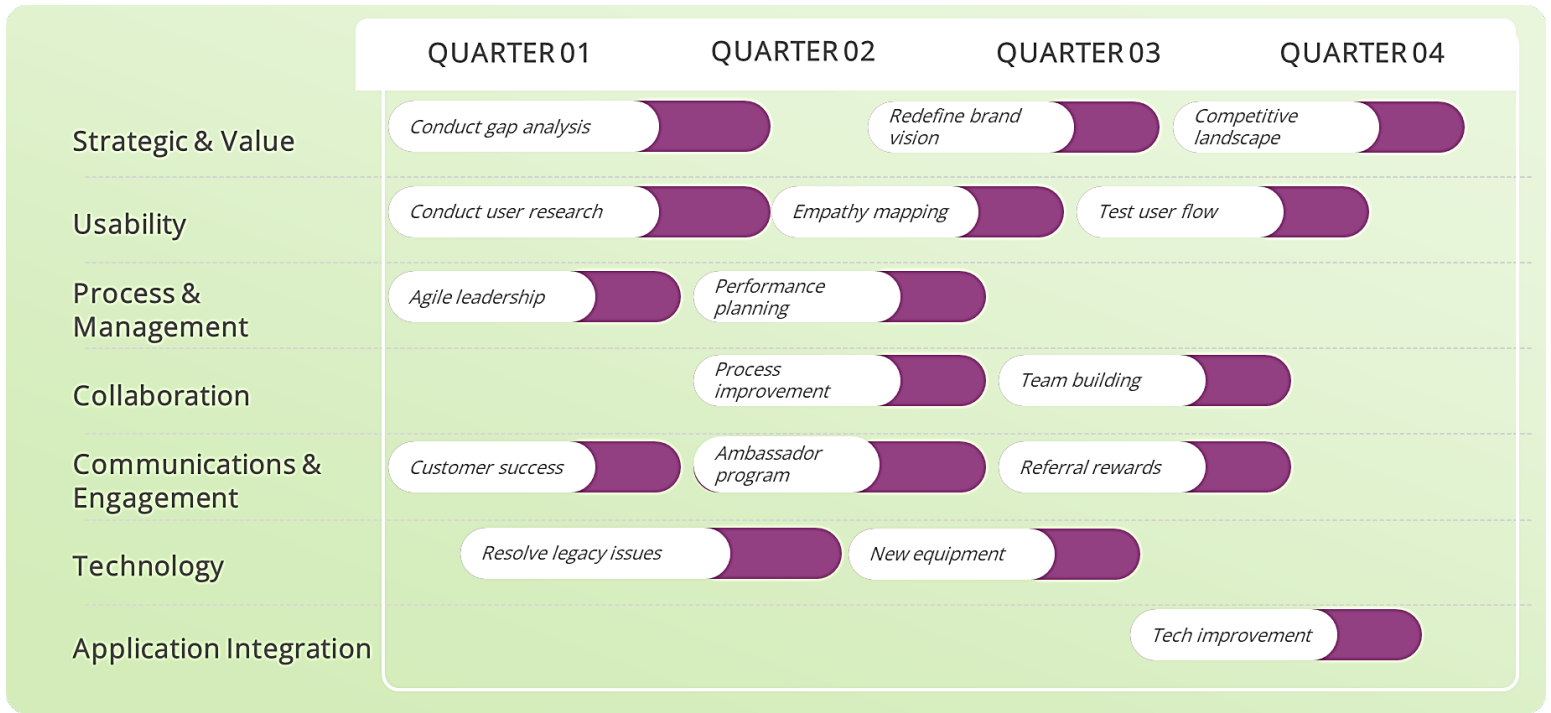 QUARTER 01
QUARTER 02
QUARTER 03
QUARTER 04
Strategic & Value
Conduct gap analysis
Redefine brand
vision
Competitive
landscape
Usability
Conduct user research
Empathy mapping
Test user flow
Process &
Management
Agile leadership
Performance
planning
Collaboration
Process
improvement
Team building
Communications &
Engagement
Customer success
Ambassador
program
Referral rewards
Technology
Resolve legacy issues
New equipment
Application Integration
Tech improvement